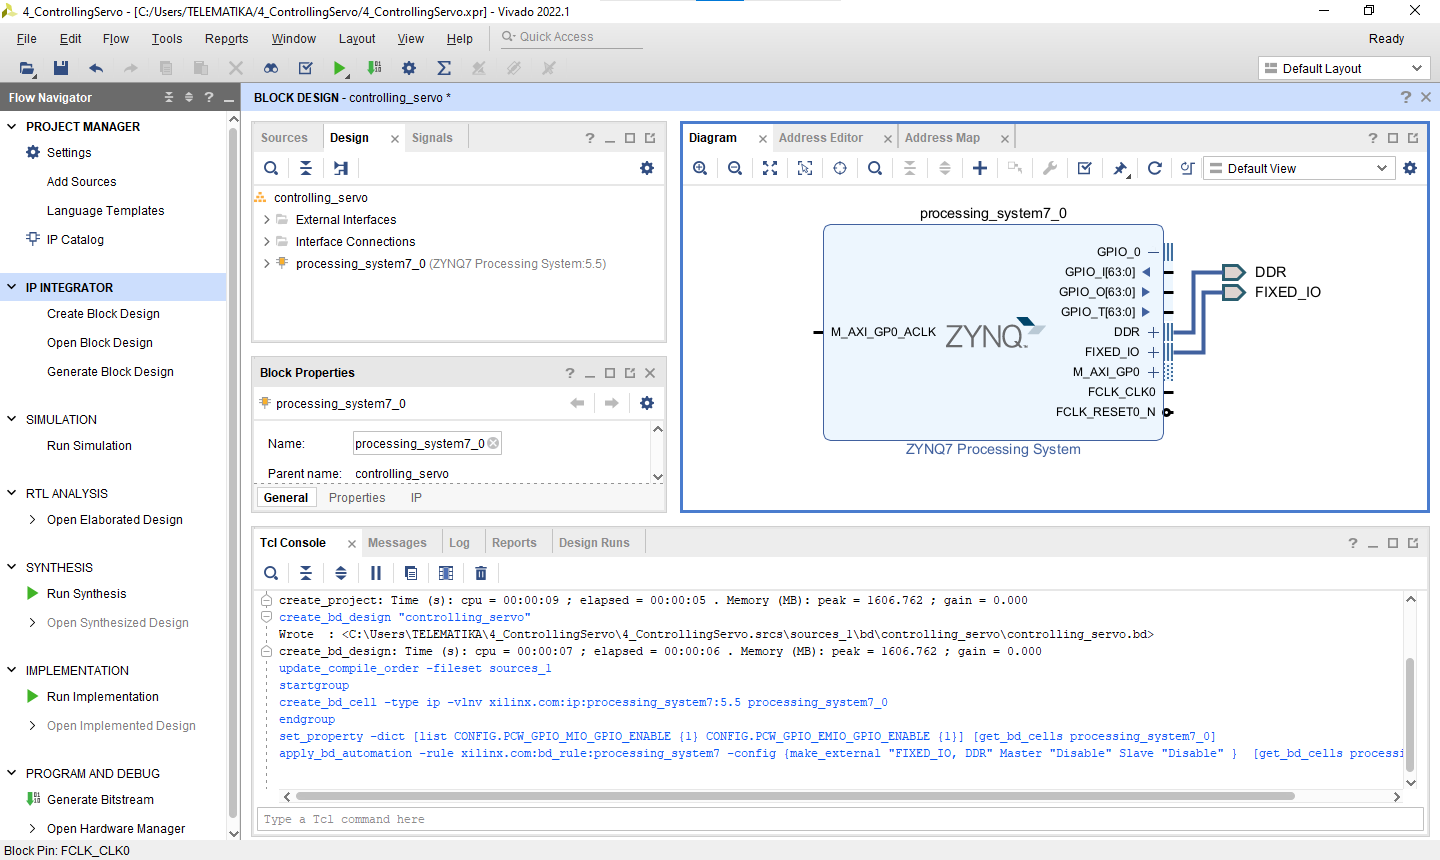 4_ControllingServo - [C:/Users/TELEMATIKA/4_ControllingServo/4_ControllingServo.xpr] - Vivado 2022.1
File Edit Flow Tools Reports Window Layout View Help Quick Access Ready
Default Layout
Flow Navigator
PROJECT MANAGER
Settings
Add Sources
Language Templates
IP Catalog
IP INTEGRATOR
Create Block Design
Open Block Design
Generate Block Design
SIMULATION
Run Simulation
RTL ANALYSIS
Open Elaborated Design
SYNTHESIS
Run Synthesis
Open Synthesized Design
IMPLEMENTATION
Run Implementation
Open Implemented Design
PROGRAM AND DEBUG
Generate Bitstream
Open Hardware Manager
BLOCK DESIGN - controlling_servo *
Sources Design Signals
controlling_servo
External Interfaces
Interface Connections
processing_system7_0 (ZYNQ7 Processing System:5.5)
Block Properties
processing_system7_0
Name: processing_system7_0
Parent name: controlling_servo
General Properties IP
Diagram Address Editor Address Map
Default View
processing_system7_0
GPIO_0
GPIO_I[63:0]
GPIO_O[63:0]
GPIO_T[63:0]
DDR
FIXED_IO
M_AXI_GP0
FCLK_CLK0
FCLK_RESET0_N
M_AXI_GP0_ACLK
ZYNQ
ZYNQ7 Processing System
DDR
FIXED_IO
Tcl Console Messages Log Reports Design Runs
create_project: Time (s): cpu = 00:00:09 ; elapsed = 00:00:05 . Memory (MB): peak = 1606.762 ; gain = 0.000
create_bd_design "controlling_servo"
Wrote  : <C:\Users\TELEMATIKA\4_ControllingServo\4_ControllingServo.srcs\sources_1\bd\controlling_servo\controlling_servo.bd>
create_bd_design: Time (s): cpu = 00:00:07 ; elapsed = 00:00:06 . Memory (MB): peak = 1606.762 ; gain = 0.000
update_compile_order -fileset sources_1
startgroup
create_bd_cell -type ip -vlnv xilinx.com:ip:processing_system7:5.5 processing_system7_0
endgroup
set_property -dict [list CONFIG.PCW_GPIO_MIO_GPIO_ENABLE {1} CONFIG.PCW_GPIO_EMIO_GPIO_ENABLE {1}] [get_bd_cells processing_system7_0]
apply_bd_automation -rule xilinx.com:bd_rule:processing_system7 -config {make_external "FIXED_IO, DDR" Master "Disable" Slave "Disable" }  [get_bd_cells processi
Type a Tcl command here
Block Pin: FCLK_CLK0